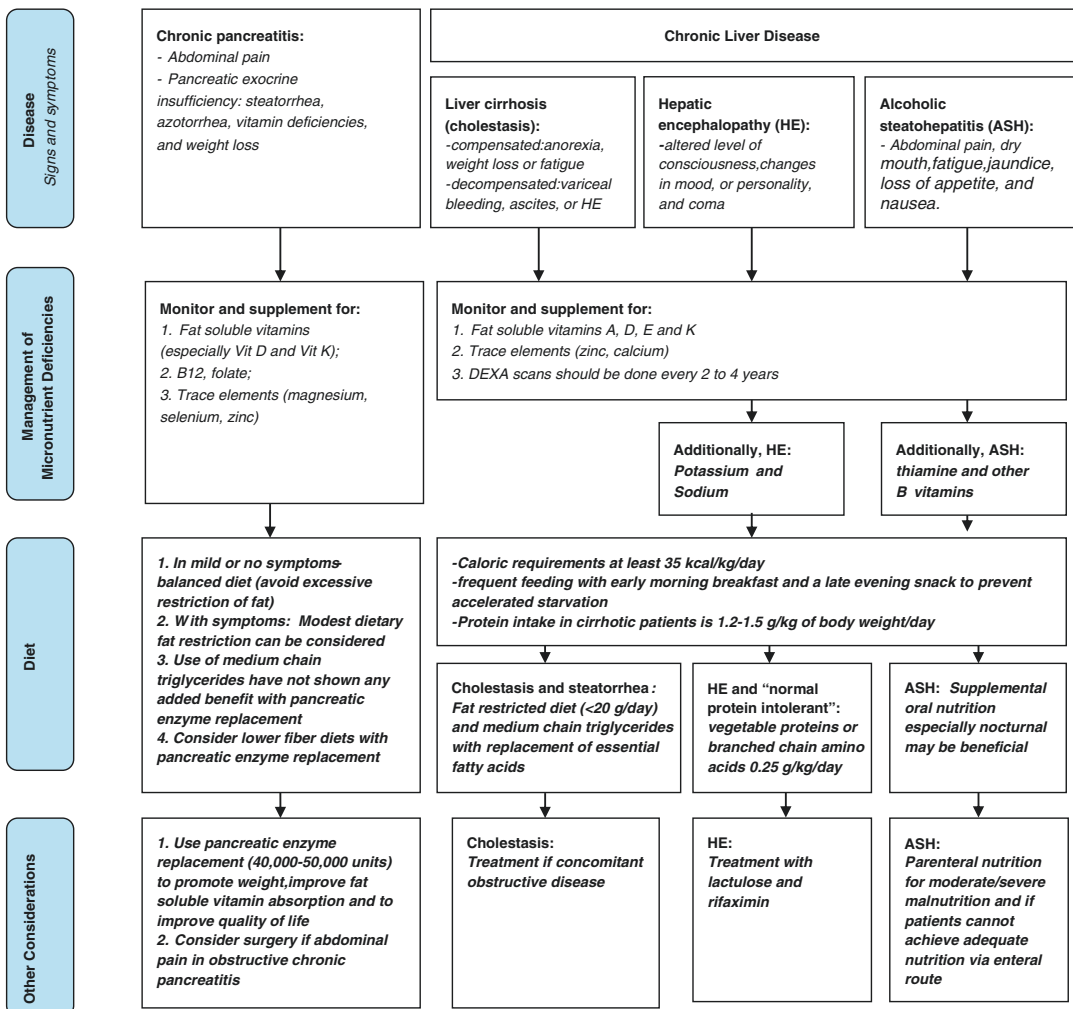 Disease
Signs and symptoms
Chronic pancreatitis:
- Abdominal pain
- Pancreatic exocrine
insufficiency: steatorrhea,
azotorrhea, vitamin deficiencies,
and weight loss
Chronic Liver Disease
Liver cirrhosis
(cholestasis):
-compensated:anorexia,
weight loss or fatigue
-decompensated:variceal
bleeding, ascites, or HE
Hepatic
encephalopathy (HE):
-altered level of
consciousness,changes
in mood, or personality,
and coma
Alcoholic
steatohepatitis (ASH):
- Abdominal pain, dry
mouth,fatigue,jaundice,
loss of appetite, and
nausea.
Management of
Micronutrient Deficiencies
Monitor and supplement for:
1. Fat soluble vitamins
(especially Vit D and Vit K);
2. B12, folate;
3. Trace elements (magnesium,
selenium, zinc)
Monitor and supplement for:
1. Fat soluble vitamins A, D, E and K
2. Trace elements (zinc, calcium)
3. DEXA scans should be done every 2 to 4 years
Additionally, HE:
Potassium and
Sodium
Additionally, ASH:
thiamine and other
B vitamins
Diet
1. In mild or no symptoms-
balanced diet (avoid excessive
restriction of fat)
2. With symptoms: Modest dietary
fat restriction can be considered
3. Use of medium chain
triglycerides have not shown any
added benefit with pancreatic
enzyme replacement
4. Consider lower fiber diets with
pancreatic enzyme replacement
-Caloric requirements at least 35 kcal/kg/day
-frequent feeding with early morning breakfast and a late evening snack to prevent
accelerated starvation
-Protein intake in cirrhotic patients is 1.2-1.5 g/kg of body weight/day
Cholestasis and steatorrhea :
Fat restricted diet (<20 g/day)
and medium chain triglycerides
with replacement of essential
fatty acids
HE and “normal
protein intolerant”:
vegetable proteins or
branched chain amino
acids 0.25 g/kg/day
ASH: Supplemental
oral nutrition
especially nocturnal
may be beneficial
Other Considerations
1. Use pancreatic enzyme
replacement (40,000-50,000 units)
to promote weight,improve fat
soluble vitamin absorption and to
improve quality of life
2. Consider surgery if abdominal
pain in obstructive chronic
pancreatitis
Cholestasis:
Treatment if concomitant
obstructive disease
HE:
Treatment with
lactulose and
rifaximin
ASH:
Parenteral nutrition
for moderate/severe
malnutrition and if
patients cannot
achieve adequate
nutrition via enteral
route